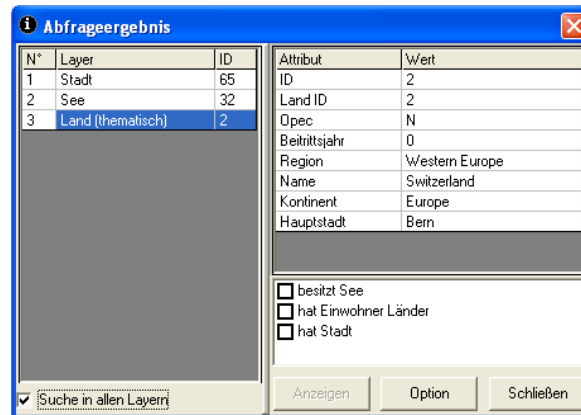 Abfrageergebnis
N° Layer ID
1 Stadt 65
2 See 32
3 Land (thematisch) 2
Suche in allen Layern
Attribut Wert
ID 2
Land ID 2
Opec N
Beitrittsjahr 0
Region Western Europe
Name Switzerland
Kontinent Europe
Hauptstadt Bern
besitzt See
hat Einwohner Länder
hat Stadt
Anzeigen Option Schließen